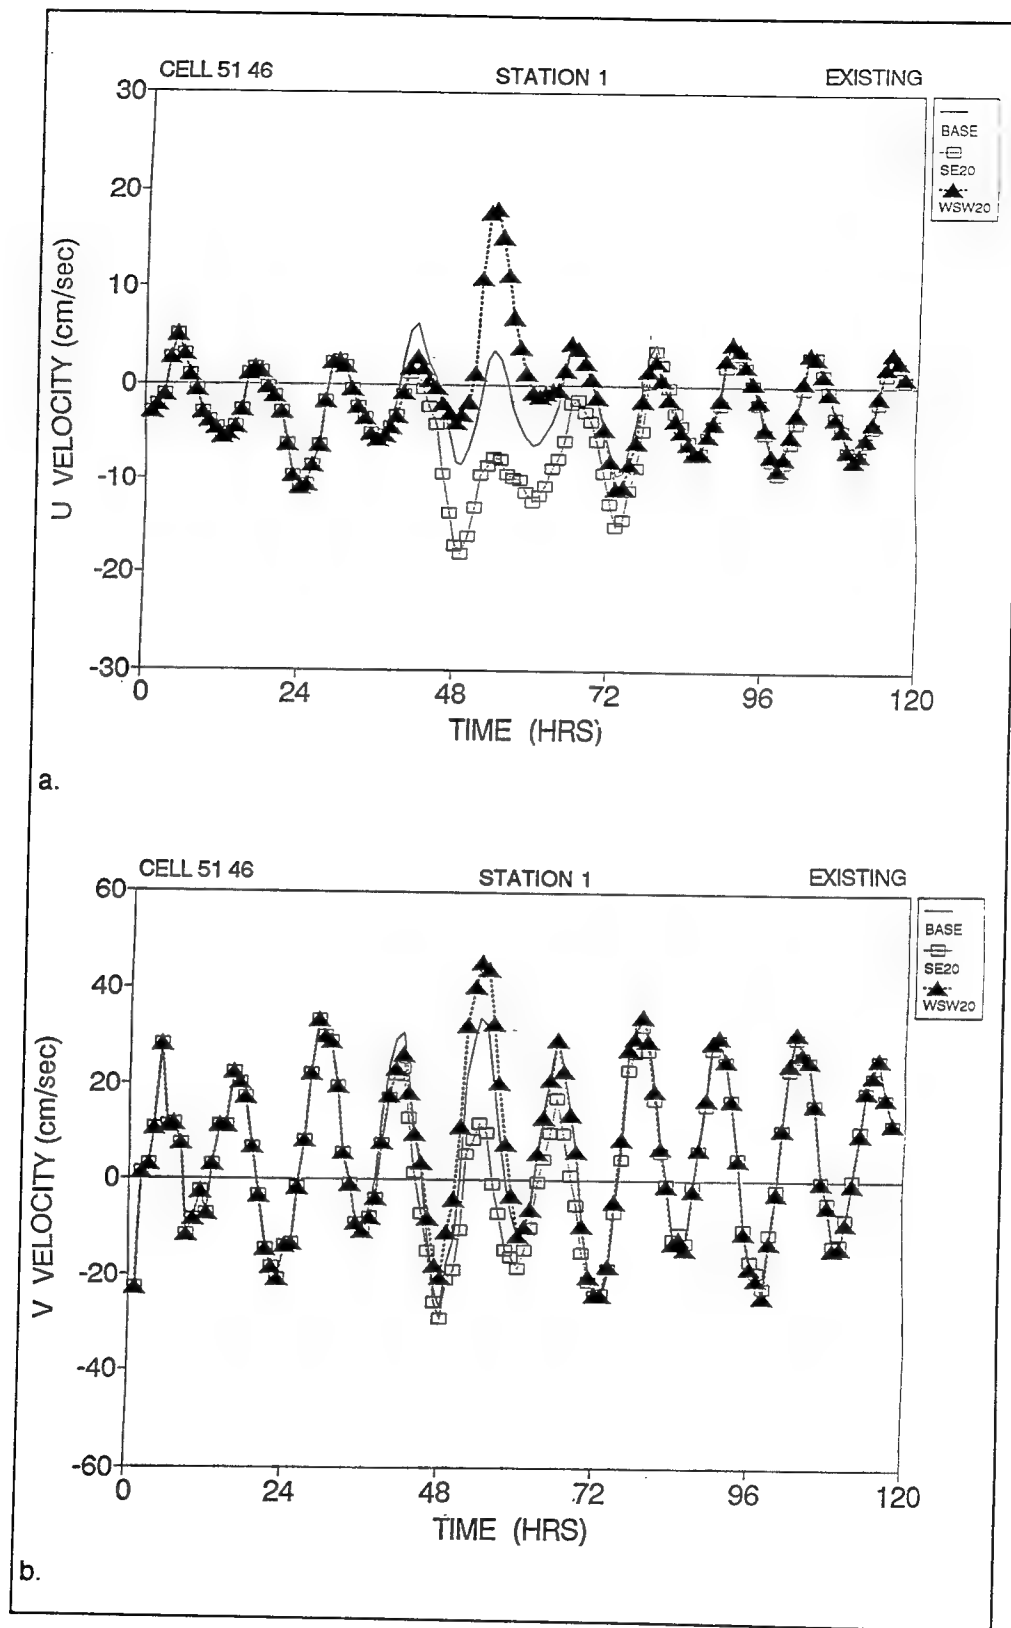 CELL 51 46 STATION 1 EXISTING
30
20
10
0
-10
-20
-30
U VELOCITY (cm/sec)
BASE
SE20
WSW20
0 24 48 72 96 120
TIME (HRS)
a.
CELL 51 46 STATION 1 EXISTING
60
40
20
0
-20
-40
-60
V VELOCITY (cm/sec)
BASE
SE20
WSW20
0 24 48 72 96 120
TIME (HRS)
b.